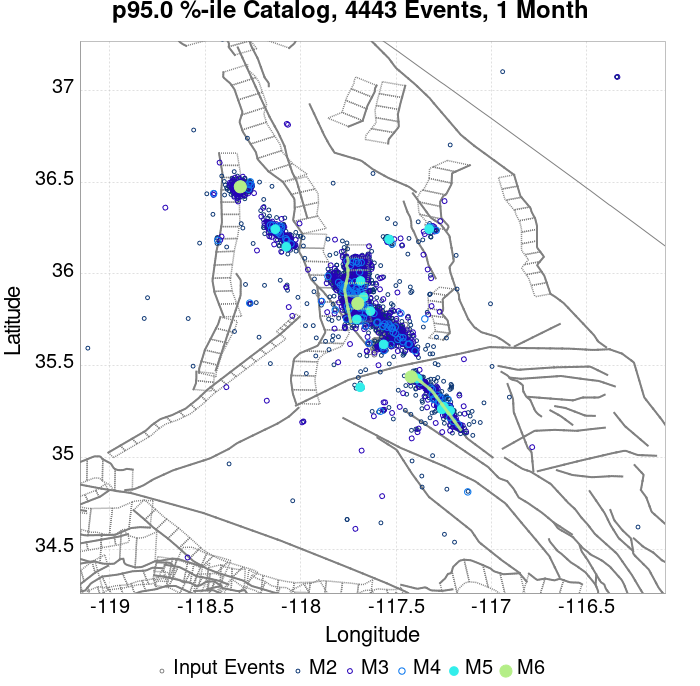 p95.0 %-ile Catalog, 4443 Events, 1 Month
37
36.5
36
35.5
35
34.5
Latitude
-119
-118.5
-118
-117.5
-117
-116.5
Longitude
Input Events
M2
M3
M4
M5
M6